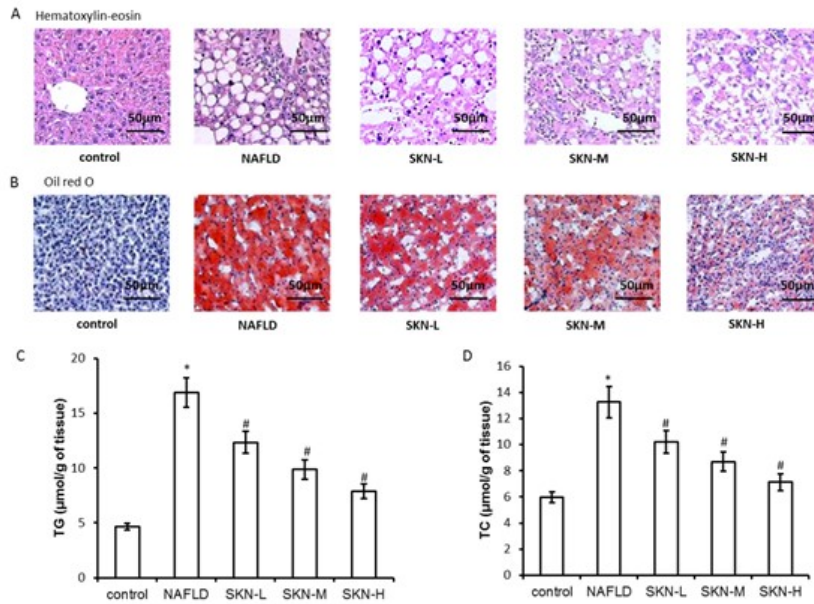 A Hematoxylin-eosin
50μm 50μm 50μm 50μm 50μm
control NAFLD SKN-L SKN-M SKN-H
B Oil red O
50μm 50μm 50μm 50μm 50μm
control NAFLD SKN-L SKN-M SKN-H
C
TG (μmol/g of tissue)
20
15
10
5
0
*
#
#
#
control NAFLD SKN-L SKN-M SKN-H
D
TC (μmol/g of tissue)
16
14
12
10
8
6
4
2
0
*
#
#
#
control NAFLD SKN-L SKN-M SKN-H